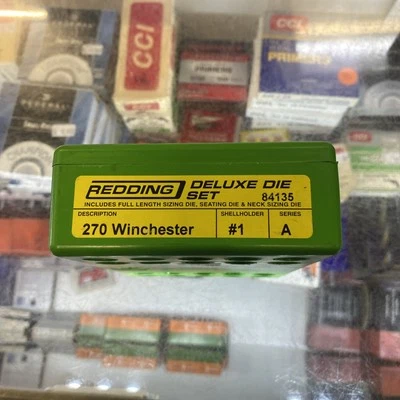 FEDERAL
CCI
PRIMERS
CCI
REDDING DELUXE DIE SET
84135
INCLUDES FULL LENGTH SIZING DIE, SEATING DIE & NECK SIZING DIE
DESCRIPTION SHELLHOLDER SERIES
270 Winchester #1 A